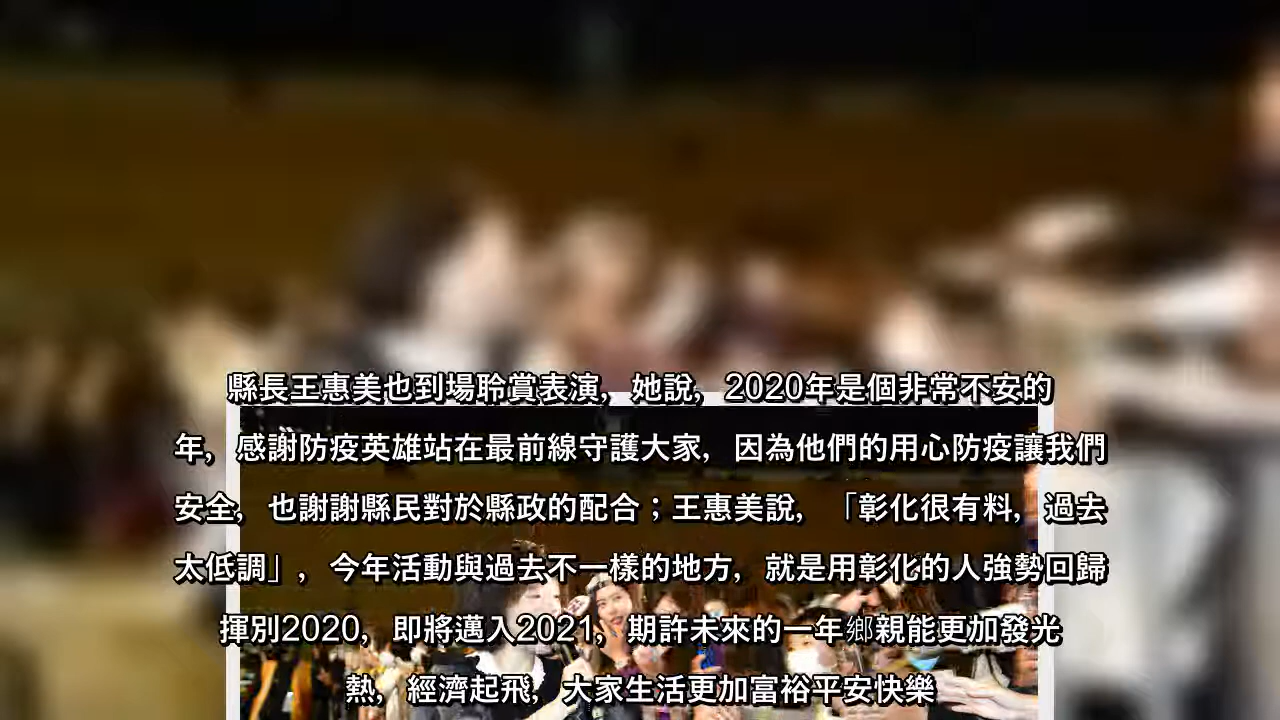 縣長王惠美也到場聆賞表演，她說，2020年是個非常不安的
年，感謝防疫英雄站在最前線守護大家，因為他們的用心防疫讓我們
安全，也謝謝縣民對於縣政的配合；王惠美說，「彰化很有料，過去
太低調」，今年活動與過去不一樣的地方，就是用彰化的人強勢回歸
揮別2020，即將邁入2021，期許未來的一年鄉親能更加發光
熱，經濟起飛，大家生活更加富裕平安快樂